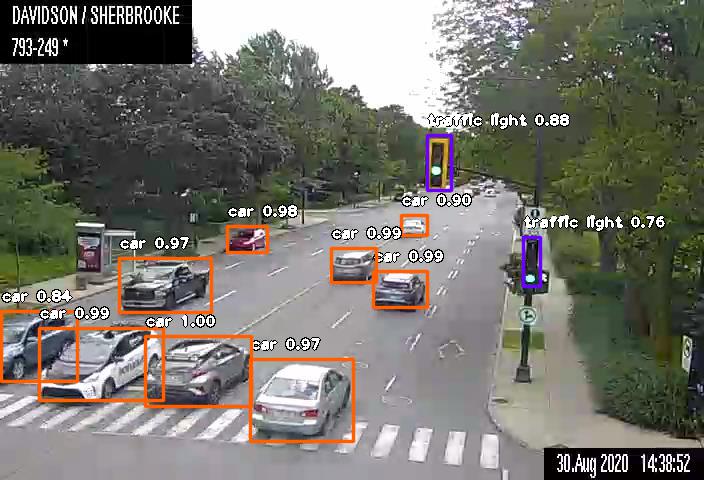 DAVIDSON / SHERBROOKE
793-249 *
traffic light 0.88
car 0.90
car 0.98
traffic light 0.76
car 0.99
car 0.97
car 0.99
car 0.84
car 0.99
car 1.00
car 0.97
30.Aug 2020 14:38:52